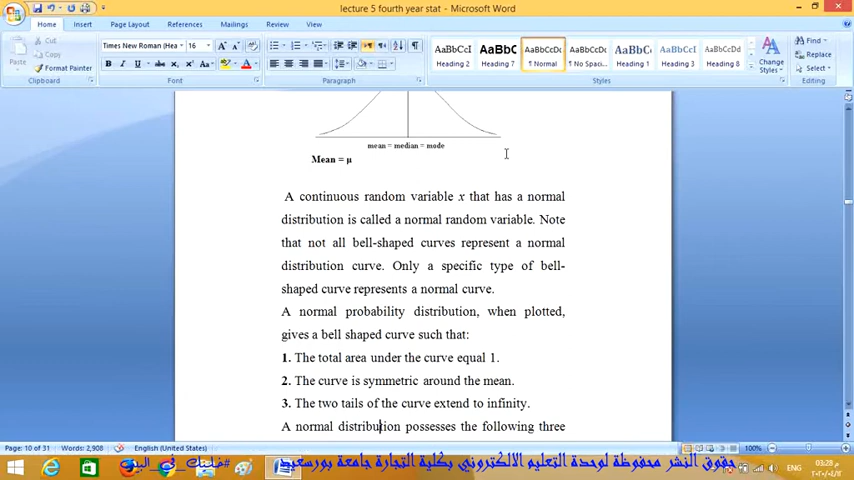 lecture 5 fourth year stat - Microsoft Word
Home Insert Page Layout References Mailings Review View
Paste
Cut
Copy
Format Painter
Clipboard
Times New Roman (Hea 16
B I U
Font
Paragraph
AaBbCcI AaBbC AaBbCcDc AaBbCcDc AaBbCc AaBbCcI AaBbCcDd
Heading 2 Heading 7 ¶ Normal ¶ No Spaci... Heading 1 Heading 3 Heading 8
Change Styles
Styles
Find
Replace
Select
Editing
mean = median = mode
Mean = µ
A continuous random variable x that has a normal
distribution is called a normal random variable. Note
that not all bell-shaped curves represent a normal
distribution curve. Only a specific type of bell-
shaped curve represents a normal curve.
A normal probability distribution, when plotted,
gives a bell shaped curve such that:
1. The total area under the curve equal 1.
2. The curve is symmetric around the mean.
3. The two tails of the curve extend to infinity.
A normal distribution possesses the following three
Page: 10 of 31 Words: 2,908 English (United States) 100%
#خليك_في_البيت
حقوق النشر محفوظة لوحدة التعليم الالكتروني بكلية التجارة جامعة بورسعيد
ENG